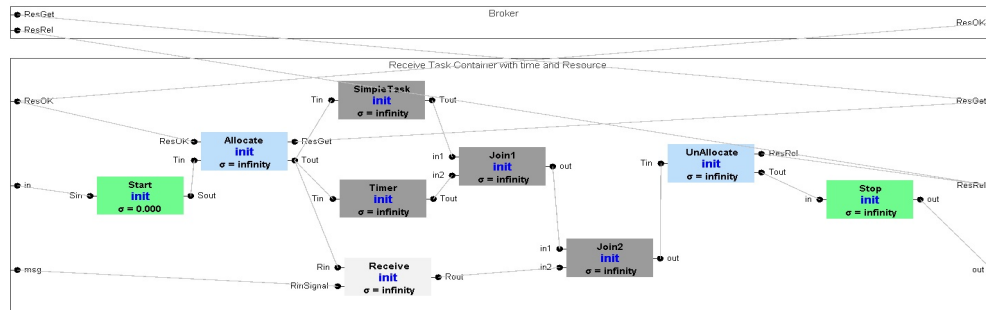 Broker
ResGet
ResRel
ResOK
Receive Task Container with time and Resource
ResOK
in
msg
ResGet
ResRel
out
Sin
Start
init
σ = 0.000
Sout
ResOK
Tin
Allocate
init
σ = infinity
ResGet
Tout
Tin
SimpleTask
init
σ = infinity
Tout
Tin
Timer
init
σ = infinity
Tout
Rin
RinSignal
Receive
init
σ = infinity
Rout
in1
in2
Join1
init
σ = infinity
out
in1
in2
Join2
init
σ = infinity
out
Tin
UnAllocate
init
σ = infinity
ResRel
Tout
in
Stop
init
σ = infinity
out